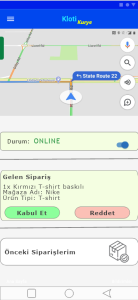 Kloti
Kurye
State Route 22
Durum: ONLINE
Gelen Sipariş
1x Kırmızı: T-shirt baskılı
Mağaza Adı: Nike
Ürün Tipi: T-shirt
Kabul Et
Reddet
Önceki Siparişlerim